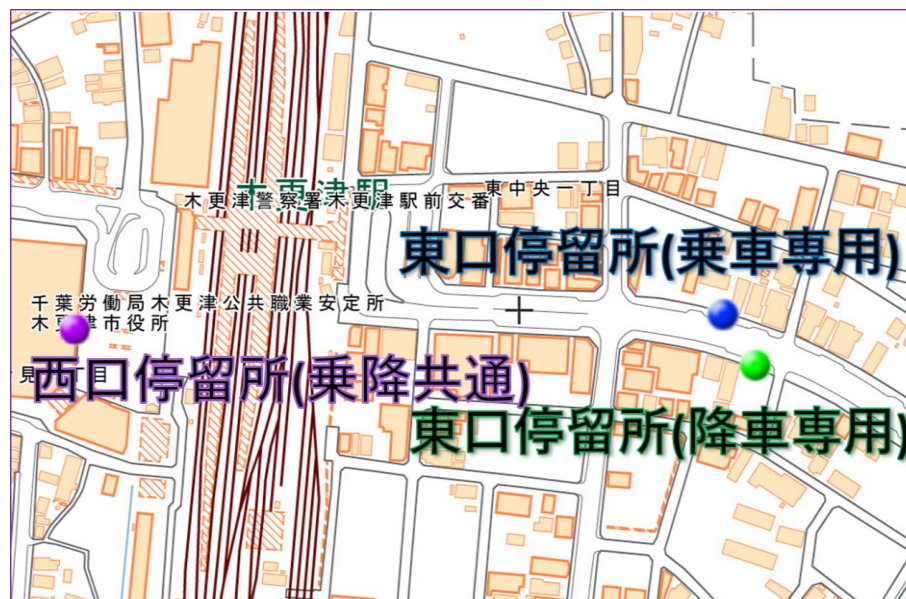 木更津駅
木更津警察署木更津駅前交番
東中央一丁目
東口停留所(乗車専用)
千葉労働局木更津公共職業安定所
木更津市役所
西口停留所(乗降共通)
東口停留所(降車専用)